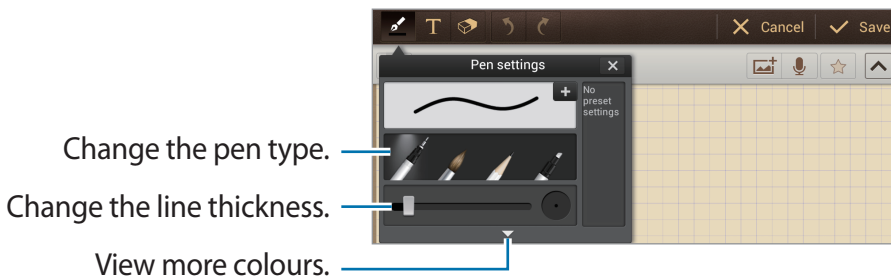 T
Cancel
Save
Pen settings
No
preset
settings
Change the pen type.
Change the line thickness.
View more colours.